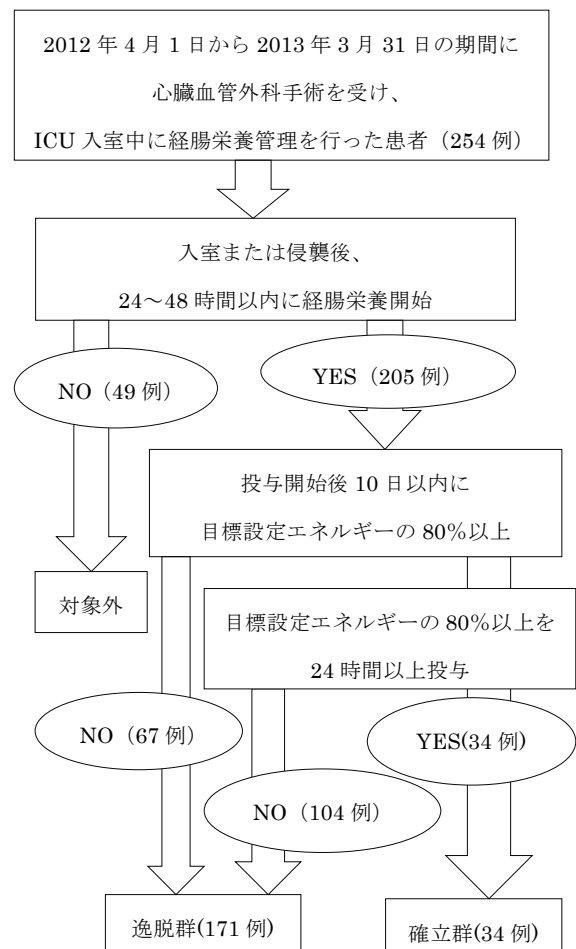 2012 年 4 月 1 日から 2013 年 3 月 31 日の期間に
心臓血管外科手術を受け、
ICU 入室中に経腸栄養管理を行った患者（254 例）
入室または侵襲後、
24～48 時間以内に経腸栄養開始
NO（49 例）
YES（205 例）
投与開始後 10 日以内に
目標設定エネルギーの 80％以上
対象外
目標設定エネルギーの 80％以上を
24 時間以上投与
NO（67 例）
YES(34 例)
NO（104 例）
逸脱群(171 例)
確立群(34 例)